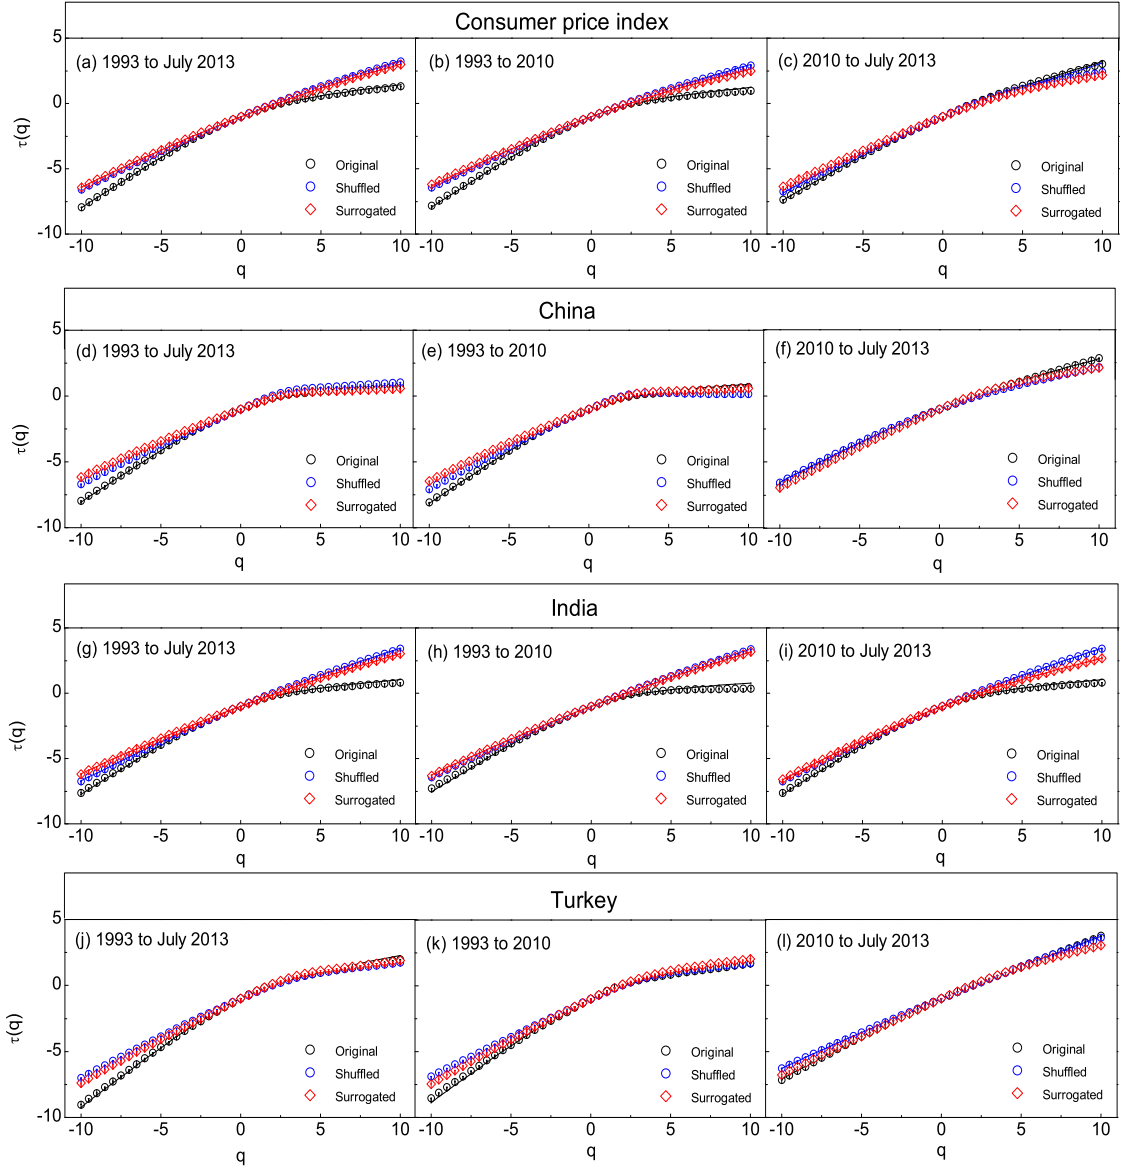 Consumer price index
(a) 1993 to July 2013 (b) 1993 to 2010 (c) 2010 to July 2013
5
0
-5
-10
τ(q)
Original Original Original
Shuffled Shuffled Shuffled
Surrogated Surrogated Surrogated
-10 -5 0 5 10 -10 -5 0 5 10 -10 -5 0 5 10
q q q
China
(d) 1993 to July 2013 (e) 1993 to 2010 (f) 2010 to July 2013
5
0
-5
-10
τ(q)
Original Original Original
Shuffled Shuffled Shuffled
Surrogated Surrogated Surrogated
-10 -5 0 5 10 -10 -5 0 5 10 -10 -5 0 5 10
q q q
India
(g) 1993 to July 2013 (h) 1993 to 2010 (i) 2010 to July 2013
5
0
-5
-10
τ(q)
Original Original Original
Shuffled Shuffled Shuffled
Surrogated Surrogated Surrogated
-10 -5 0 5 10 -10 -5 0 5 10 -10 -5 0 5 10
q q q
Turkey
(j) 1993 to July 2013 (k) 1993 to 2010 (l) 2010 to July 2013
5
0
-5
-10
τ(q)
Original Original Original
Shuffled Shuffled Shuffled
Surrogated Surrogated Surrogated
-10 -5 0 5 10 -10 -5 0 5 10 -10 -5 0 5 10
q q q